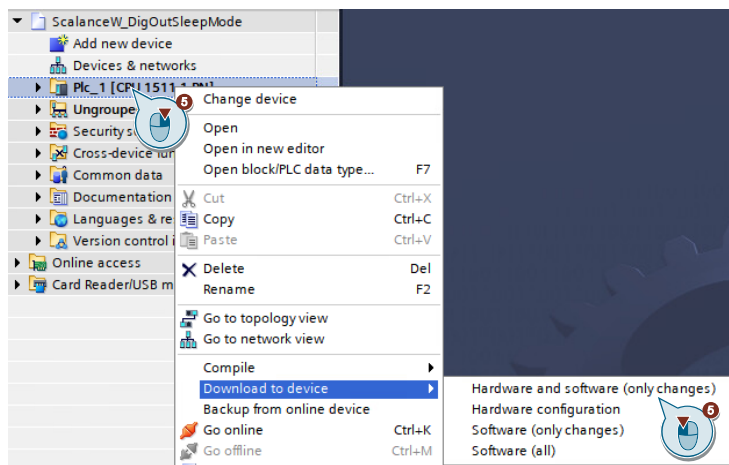 ScalanceW_DigOutSleepMode
Add new device
Devices & networks
Plc_1 [CPU 1511-1 PN]
5
Change device
Ungroupe
Open
Security s
Open in new editor
Cross-device fun
Open block/PLC data type... F7
Common data
Documentation
Cut Ctrl+X
Languages & re
Copy Ctrl+C
Version control i
Paste Ctrl+V
Online access
Card Reader/USB m
Delete Del
Rename F2
Go to topology view
Go to network view
Compile
Download to device
Hardware and software (only changes)
Backup from online device
Hardware configuration
6
Go online Ctrl+K
Software (only changes)
Go offline Ctrl+M
Software (all)